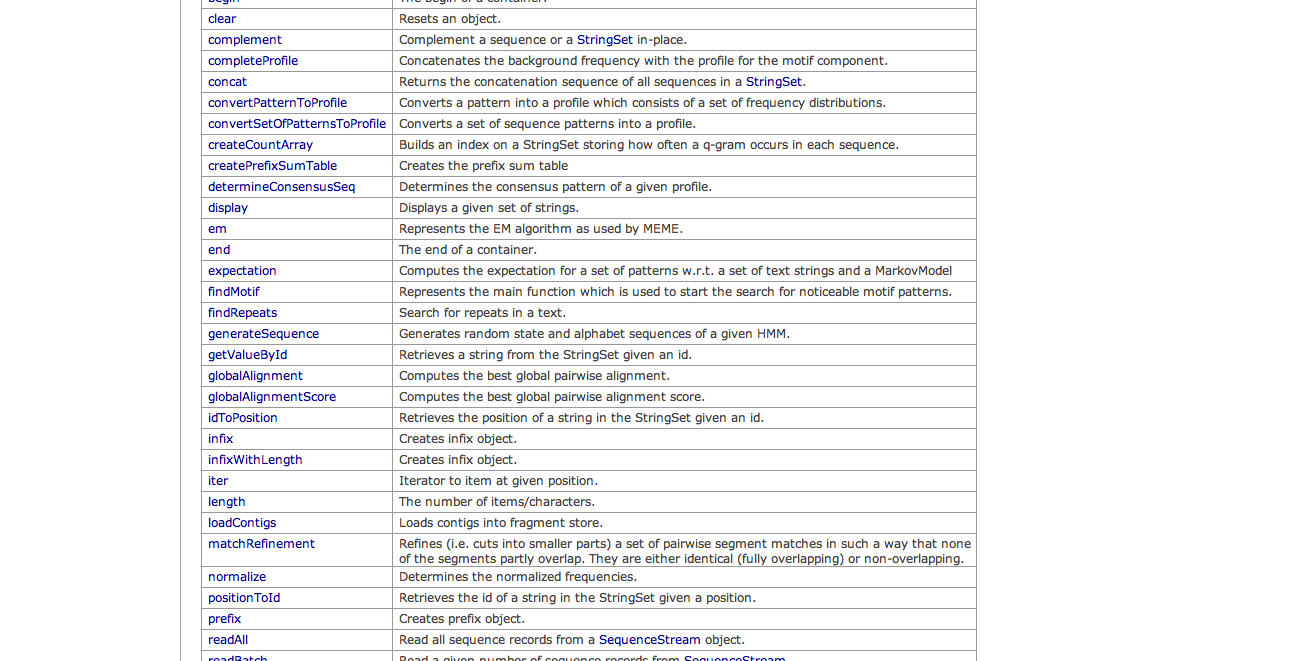 begin The begin of a container.
clear Resets an object.
complement Complement a sequence or a StringSet in-place.
completeProfile Concatenates the background frequency with the profile for the motif component.
concat Returns the concatenation sequence of all sequences in a StringSet.
convertPatternToProfile Converts a pattern into a profile which consists of a set of frequency distributions.
convertSetOfPatternsToProfile Converts a set of sequence patterns into a profile.
createCountArray Builds an index on a StringSet storing how often a q-gram occurs in each sequence.
createPrefixSumTable Creates the prefix sum table
determineConsensusSeq Determines the consensus pattern of a given profile.
display Displays a given set of strings.
em Represents the EM algorithm as used by MEME.
end The end of a container.
expectation Computes the expectation for a set of patterns w.r.t. a set of text strings and a MarkovModel
findMotif Represents the main function which is used to start the search for noticeable motif patterns.
findRepeats Search for repeats in a text.
generateSequence Generates random state and alphabet sequences of a given HMM.
getValueById Retrieves a string from the StringSet given an id.
globalAlignment Computes the best global pairwise alignment.
globalAlignmentScore Computes the best global pairwise alignment score.
idToPosition Retrieves the position of a string in the StringSet given an id.
infix Creates infix object.
infixWithLength Creates infix object.
iter Iterator to item at given position.
length The number of items/characters.
loadContigs Loads contigs into fragment store.
matchRefinement Refines (i.e. cuts into smaller parts) a set of pairwise segment matches in such a way that none
of the segments partly overlap. They are either identical (fully overlapping) or non-overlapping.
normalize Determines the normalized frequencies.
positionToId Retrieves the id of a string in the StringSet given a position.
prefix Creates prefix object.
readAll Read all sequence records from a SequenceStream object.
readBatch Read a given number of sequence records from SequenceStream